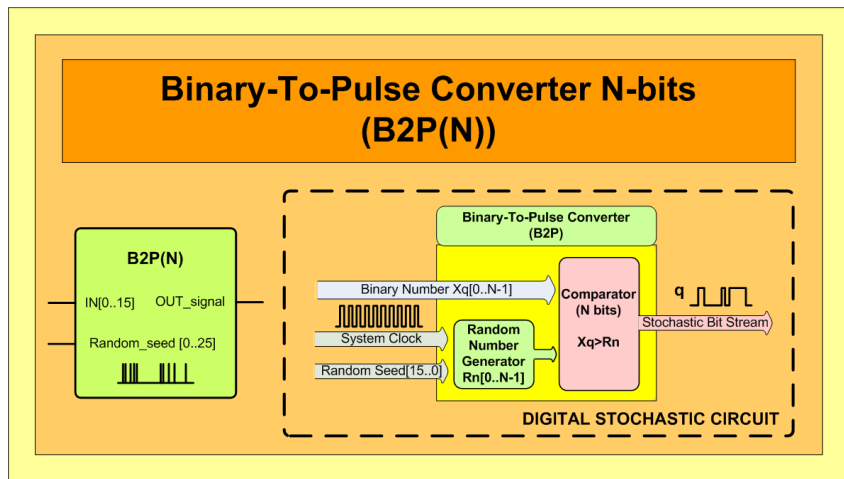 Binary-To-Pulse Converter N-bits
(B2P(N))
B2P(N)
IN[0..15] OUT_signal
Random_seed [0..25]
Binary-To-Pulse Converter
(B2P)
Binary Number Xq[0..N-1]
System Clock
Random Seed[15..0]
Random
Number
Generator
Rn[0..N-1]
Comparator
(N bits)
Xq>Rn
q
Stochastic Bit Stream
DIGITAL STOCHASTIC CIRCUIT